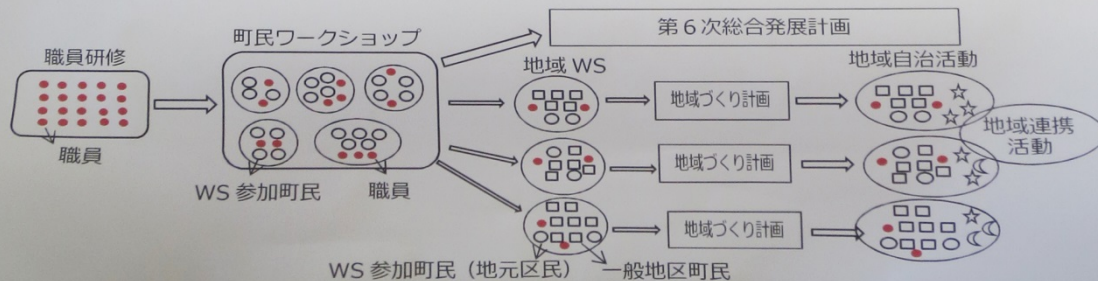 第6次総合発展計画
町民ワークショップ
職員研修
職員
WS 参加町民
職員
地域 WS
地域づくり計画
地域づくり計画
地域づくり計画
WS 参加町民（地元区民）
一般地区町民
地域自治活動
地域連携
活動